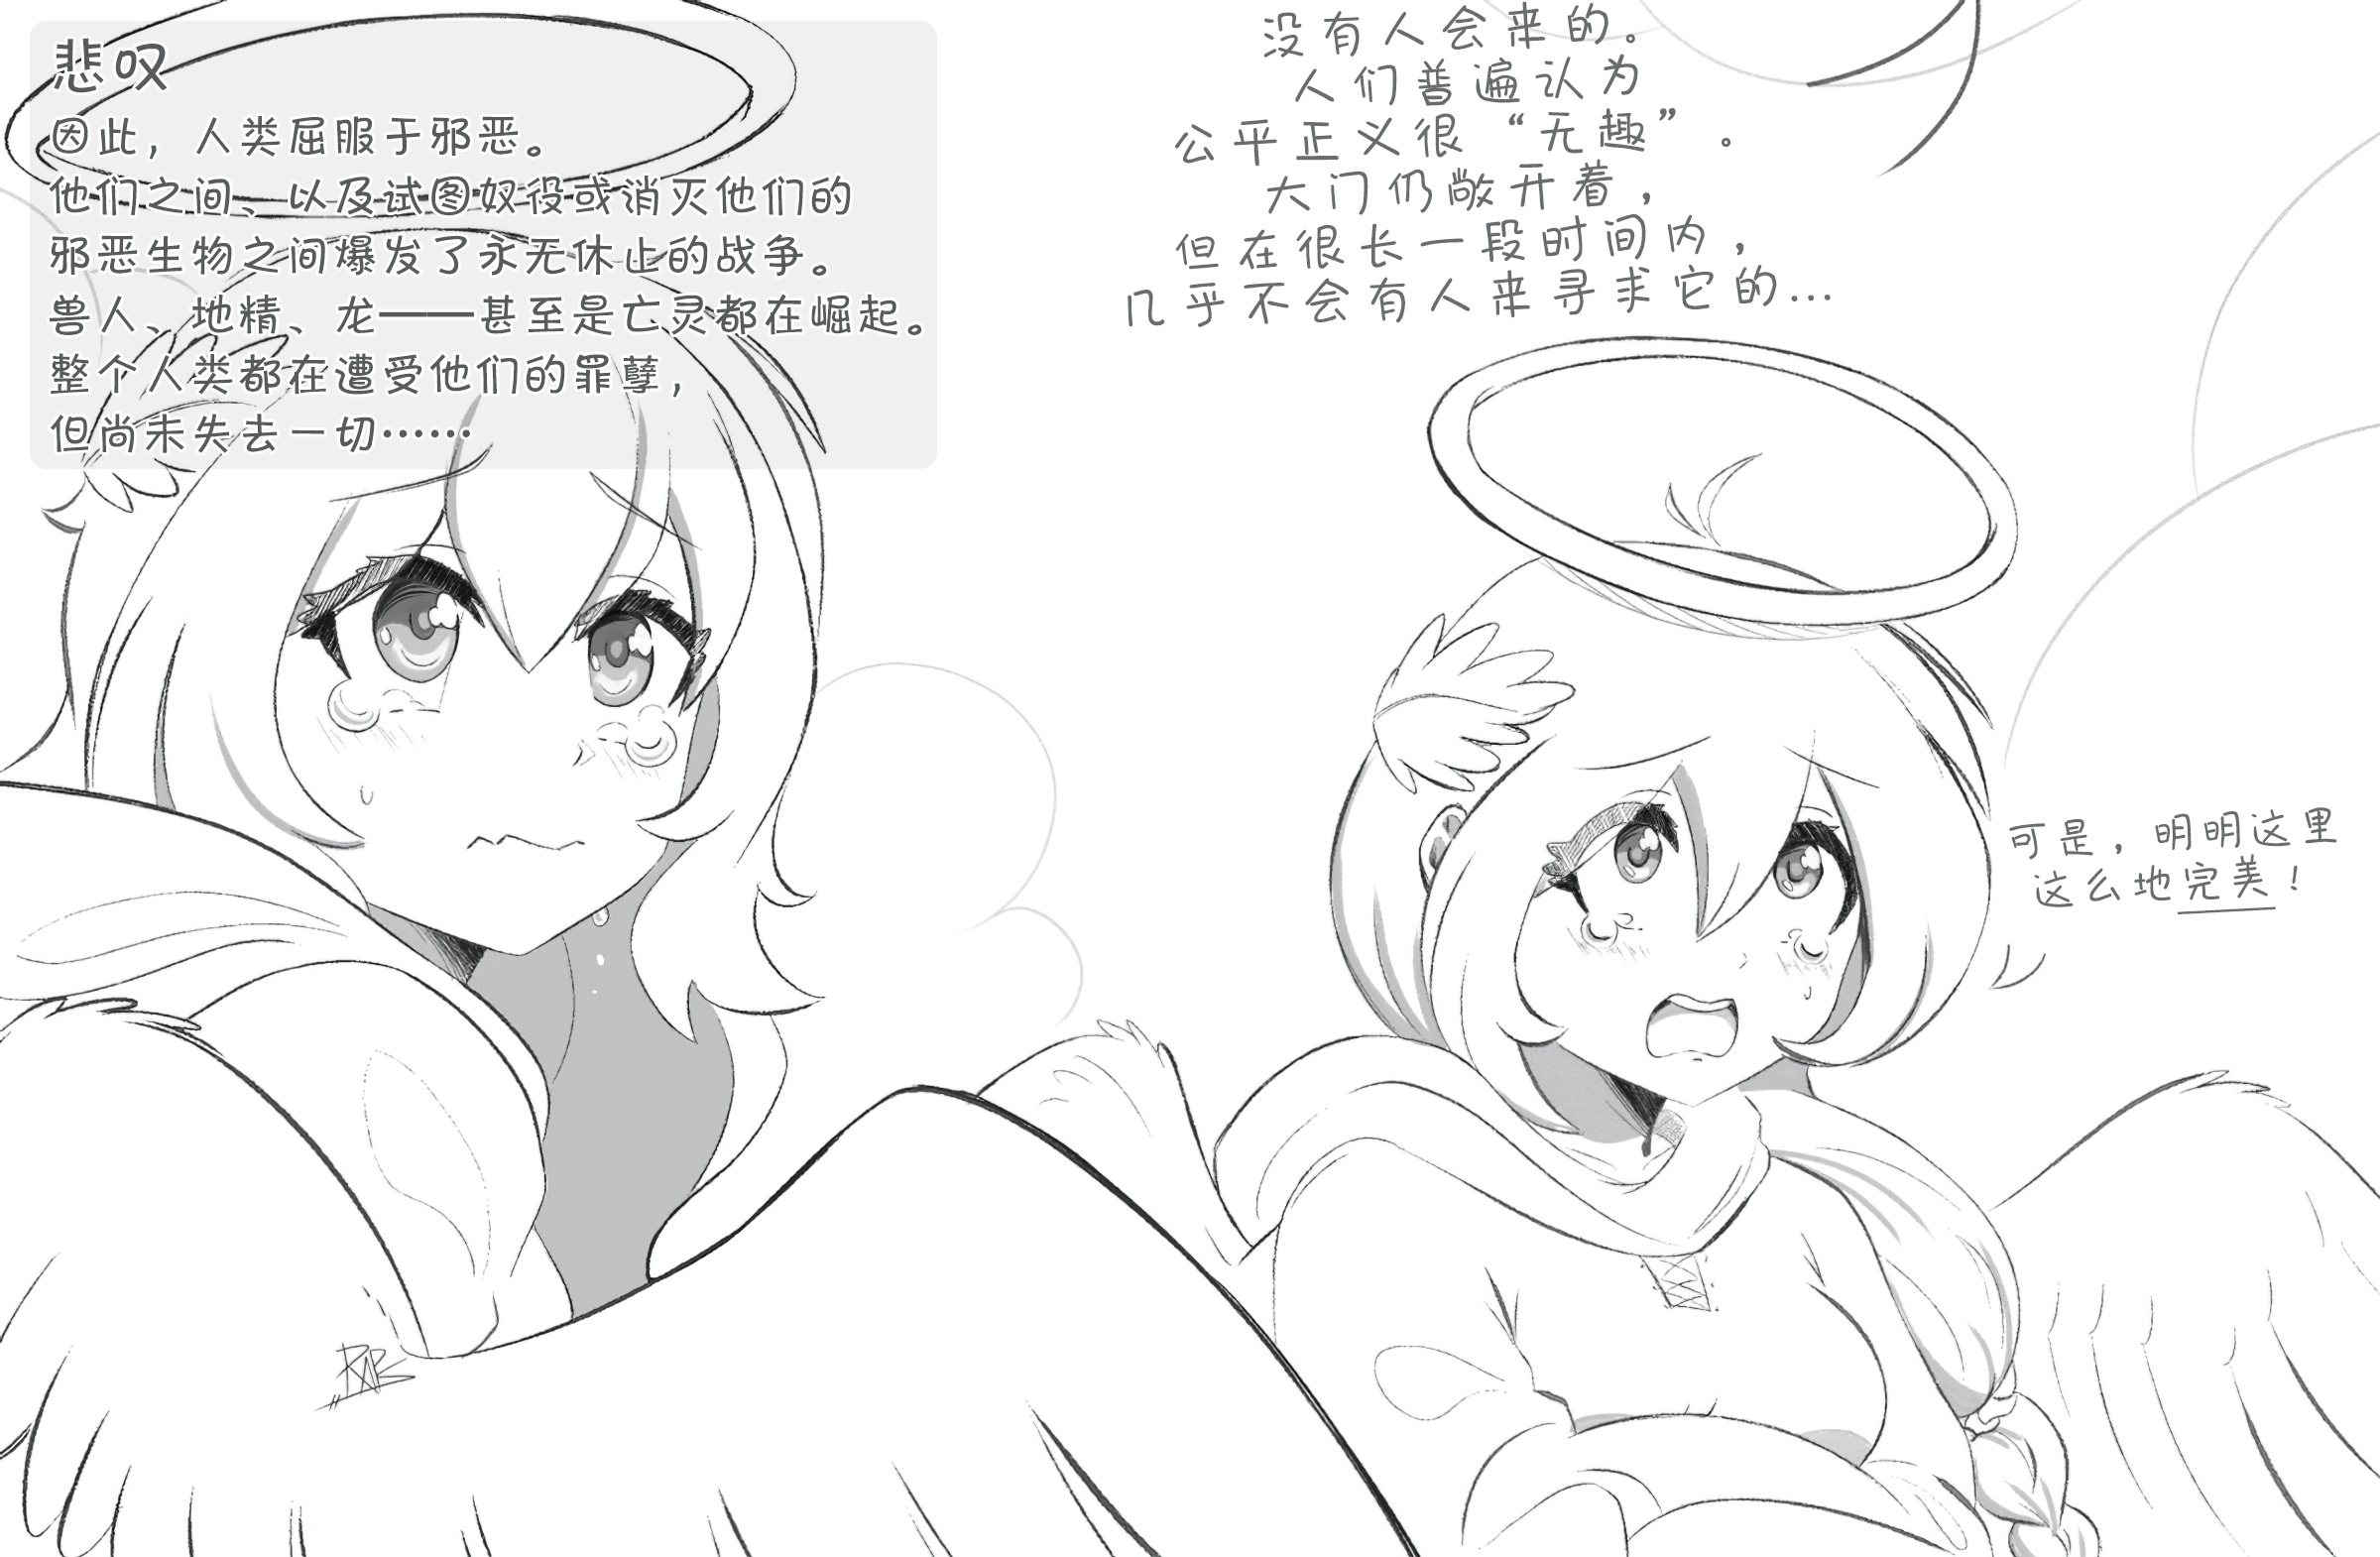 悲叹
因此，人类屈服于邪恶。
他们之间、以及试图奴役或消灭他们的
邪恶生物之间爆发了永无休止的战争。
兽人、地精、龙——甚至是亡灵都在崛起。
整个人类都在遭受他们的罪孽，
但尚未失去一切……
没有人会来的。
人们普遍认为
公平正义很“无趣”。
大门仍敞开着，
但在很长一段时间内，
几乎不会有人来寻求它的…
可是，明明这里
这么地完美！